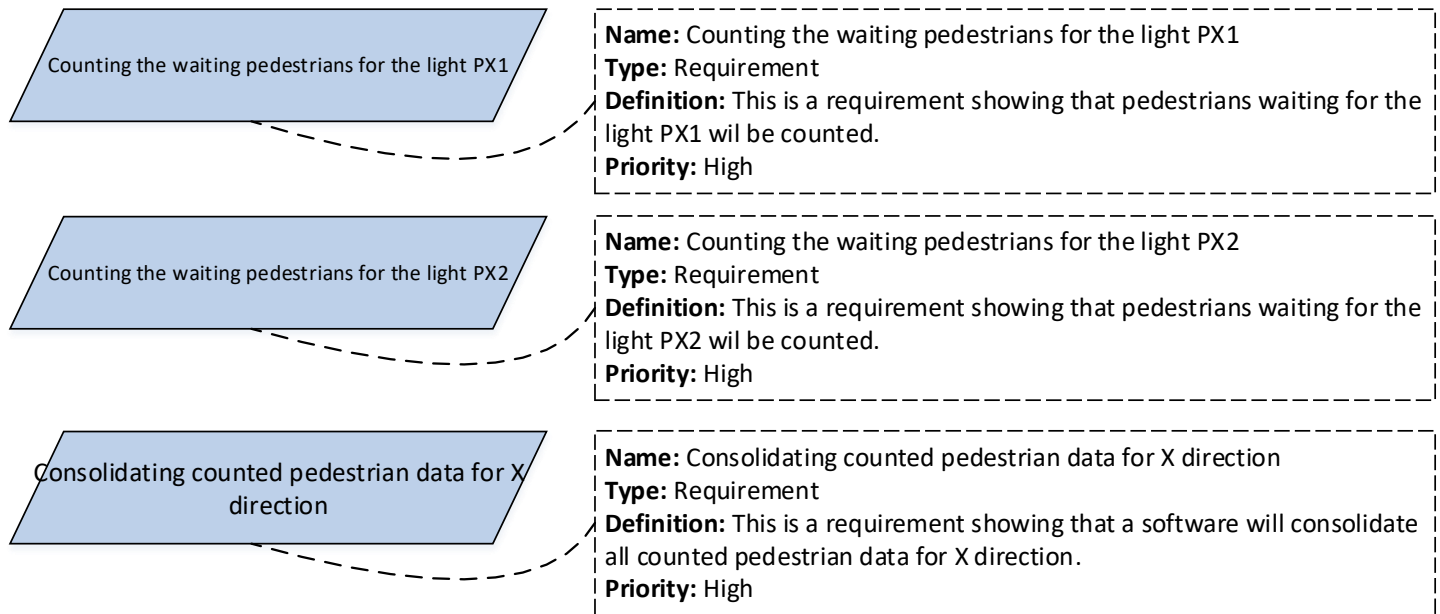 Counting the waiting pedestrians for the light PX1
Name: Counting the waiting pedestrians for the light PX1
Type: Requirement
Definition: This is a requirement showing that pedestrians waiting for the
light PX1 wil be counted.
Priority: High
Counting the waiting pedestrians for the light PX2
Name: Counting the waiting pedestrians for the light PX2
Type: Requirement
Definition: This is a requirement showing that pedestrians waiting for the
light PX2 wil be counted.
Priority: High
Consolidating counted pedestrian data for X
direction
Name: Consolidating counted pedestrian data for X direction
Type: Requirement
Definition: This is a requirement showing that a software will consolidate
all counted pedestrian data for X direction.
Priority: High